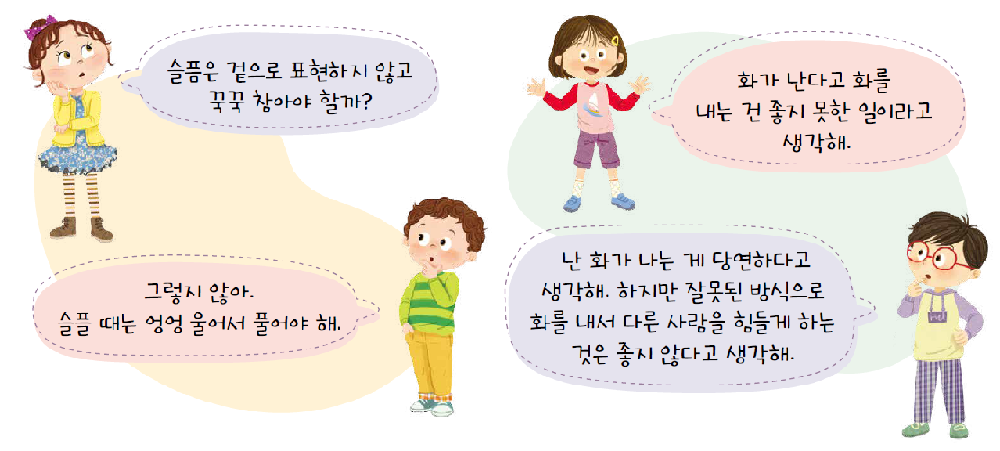 슬픔은 겉으로 표현하지 않고
꾹꾹 참아야 할까?
그렇지 않아.
슬플 때는 엉엉 울어서 풀어야 해.
화가 난다고 화를
내는 건 좋지 못한 일이라고
생각해.
난 화가 나는 게 당연하다고
생각해. 하지만 잘못된 방식으로
화를 내서 다른 사람을 힘들게 하는
것은 좋지 않다고 생각해.